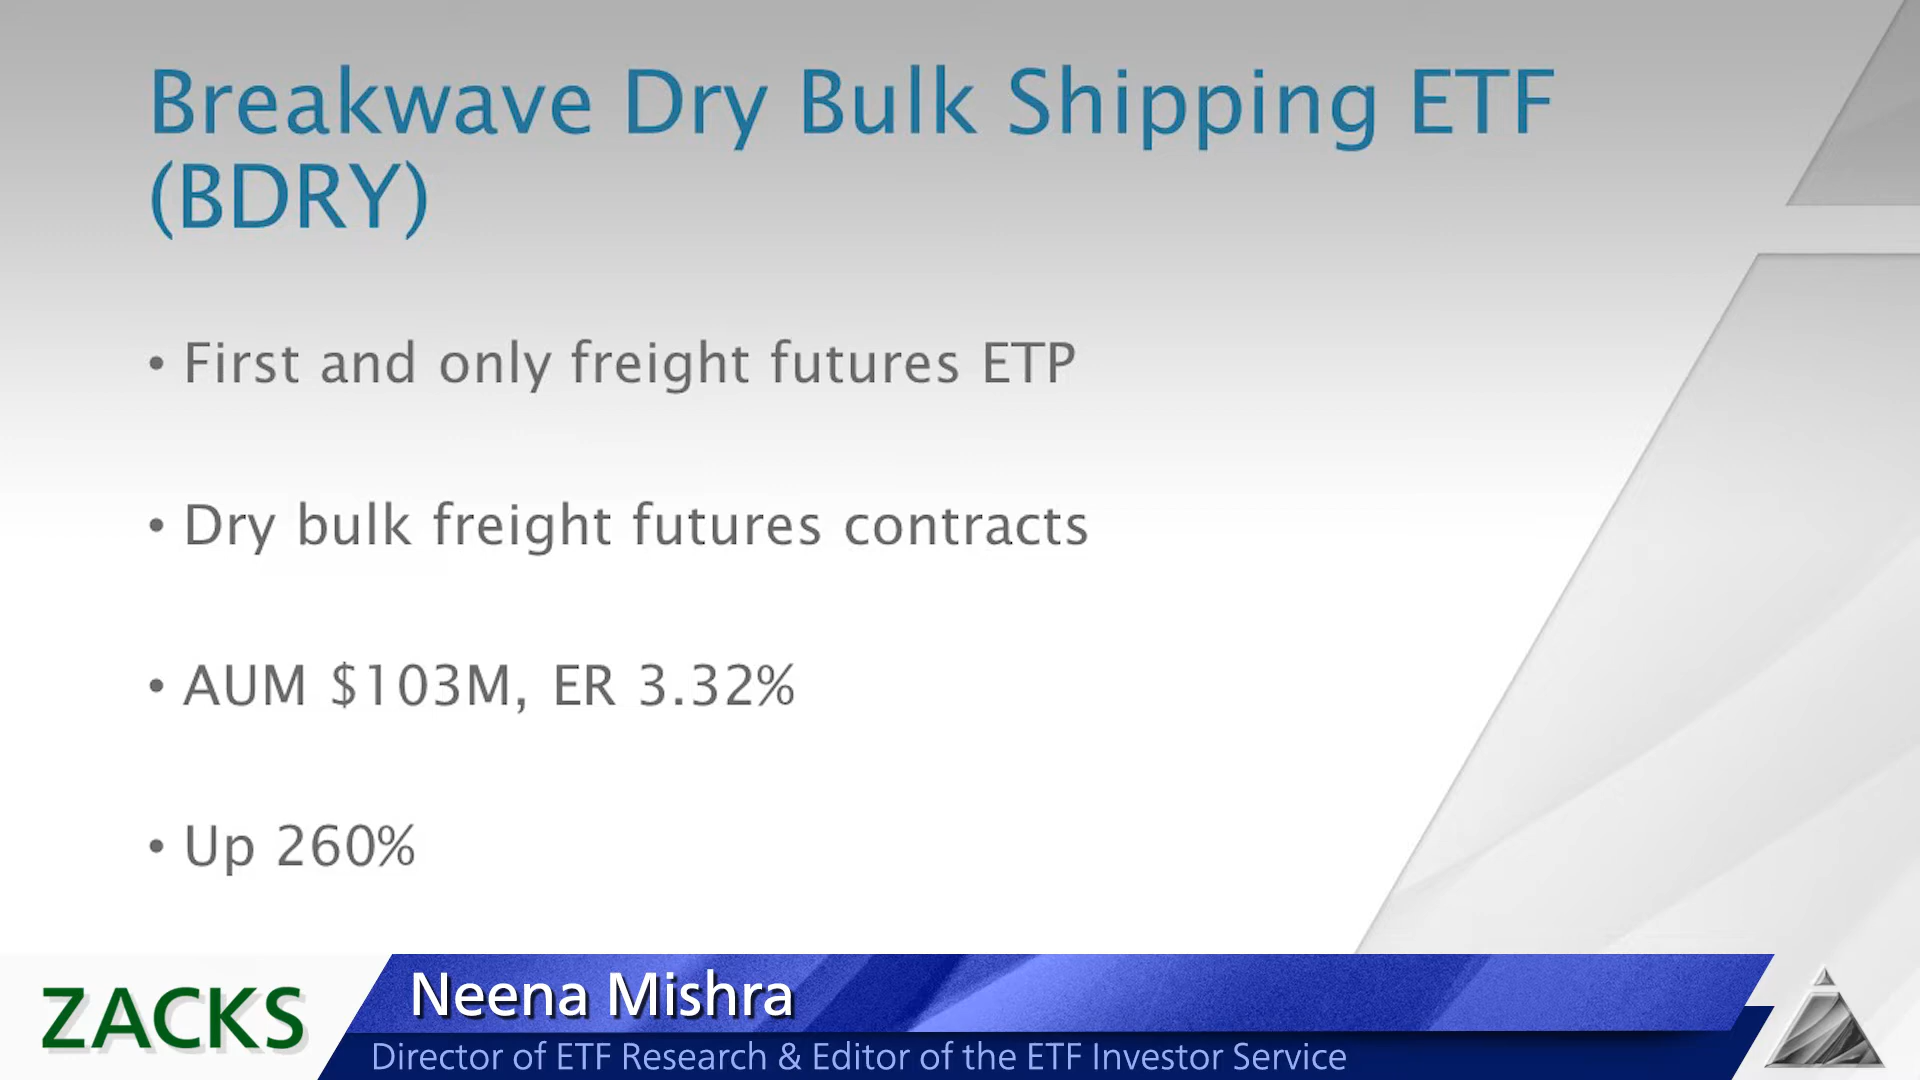 Breakwave Dry Bulk Shipping ETF
(BDRY)
• First and only freight futures ETP
• Dry bulk freight futures contracts
• AUM $103M, ER 3.32%
• Up 260%
ZACKS
Neena Mishra
Director of ETF Research & Editor of the ETF Investor Service